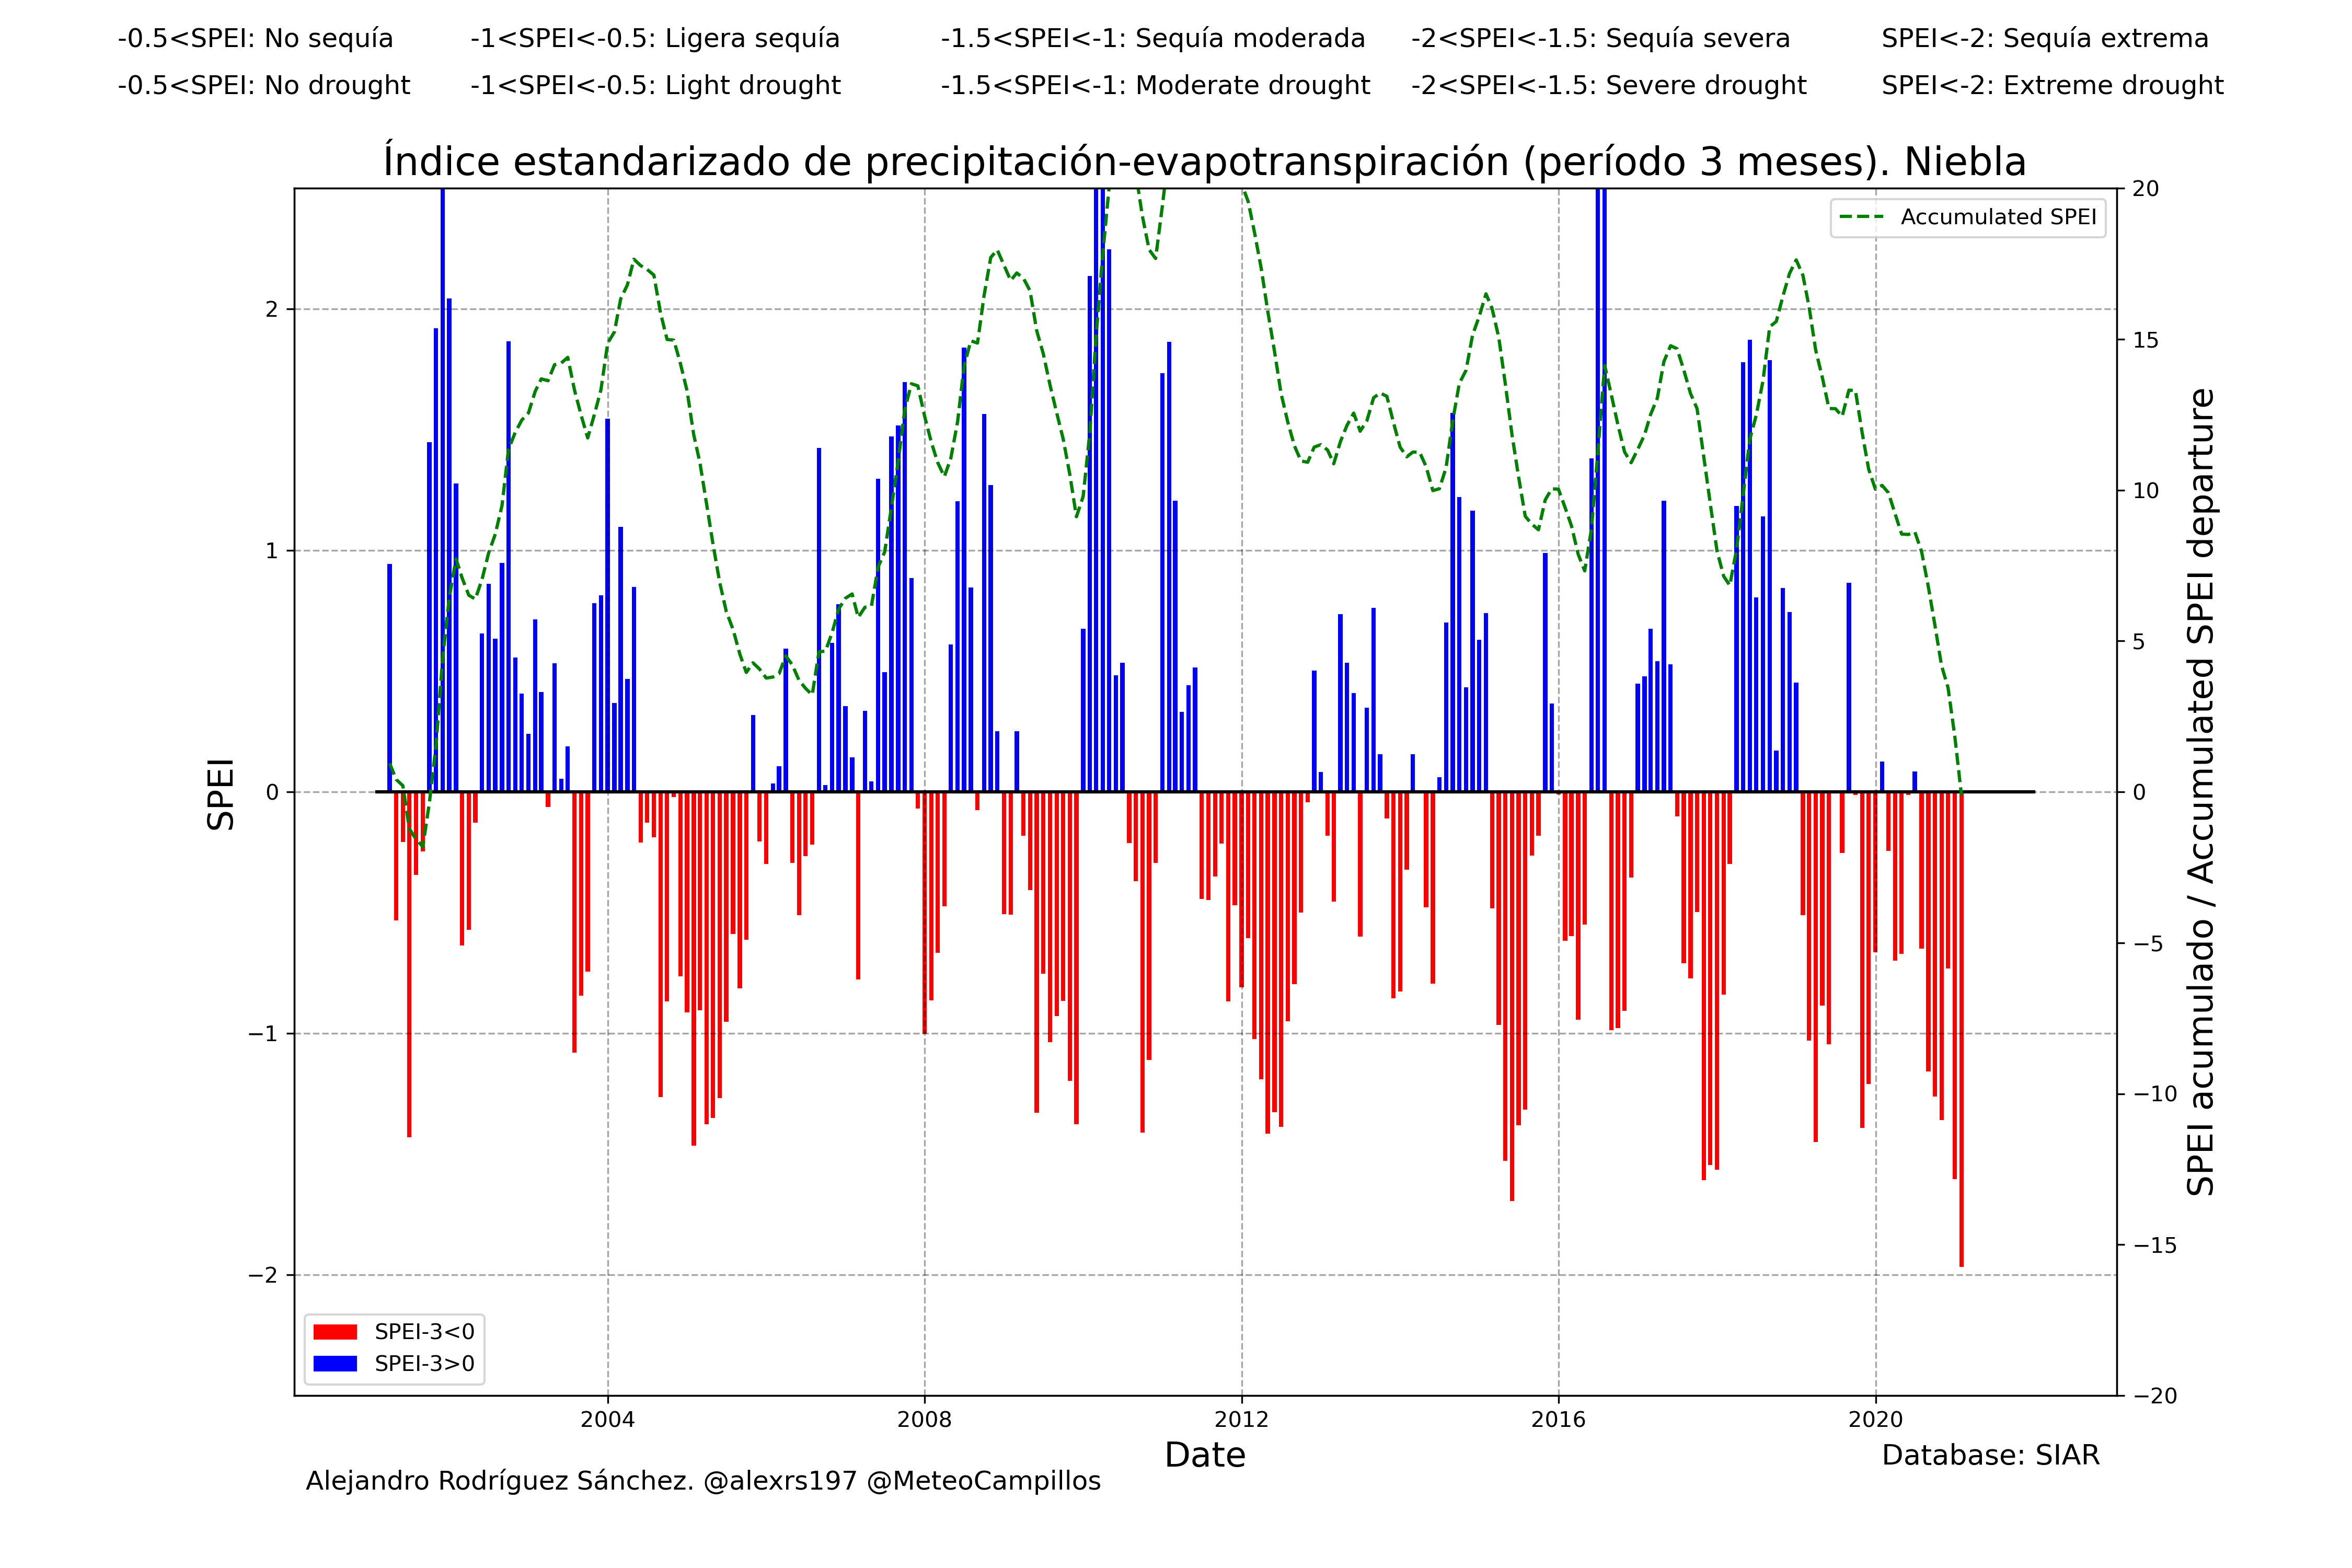 -0.5<SPEI: No sequía -1<SPEI<-0.5: Ligera sequía -1.5<SPEI<-1: Sequía moderada -2<SPEI<-1.5: Sequía severa SPEI<-2: Sequía extrema
-0.5<SPEI: No drought -1<SPEI<-0.5: Light drought -1.5<SPEI<-1: Moderate drought -2<SPEI<-1.5: Severe drought SPEI<-2: Extreme drought
Índice estandarizado de precipitación-evapotranspiración (período 3 meses). Niebla
Accumulated SPEI
SPEI
2
1
0
−1
−2
20
15
10
5
0
−5
−10
−15
−20
SPEI acumulado / Accumulated SPEI departure
SPEI-3<0
SPEI-3>0
2004 2008 2012 2016 2020
Date
Database: SIAR
Alejandro Rodríguez Sánchez. @alexrs197 @MeteoCampillos